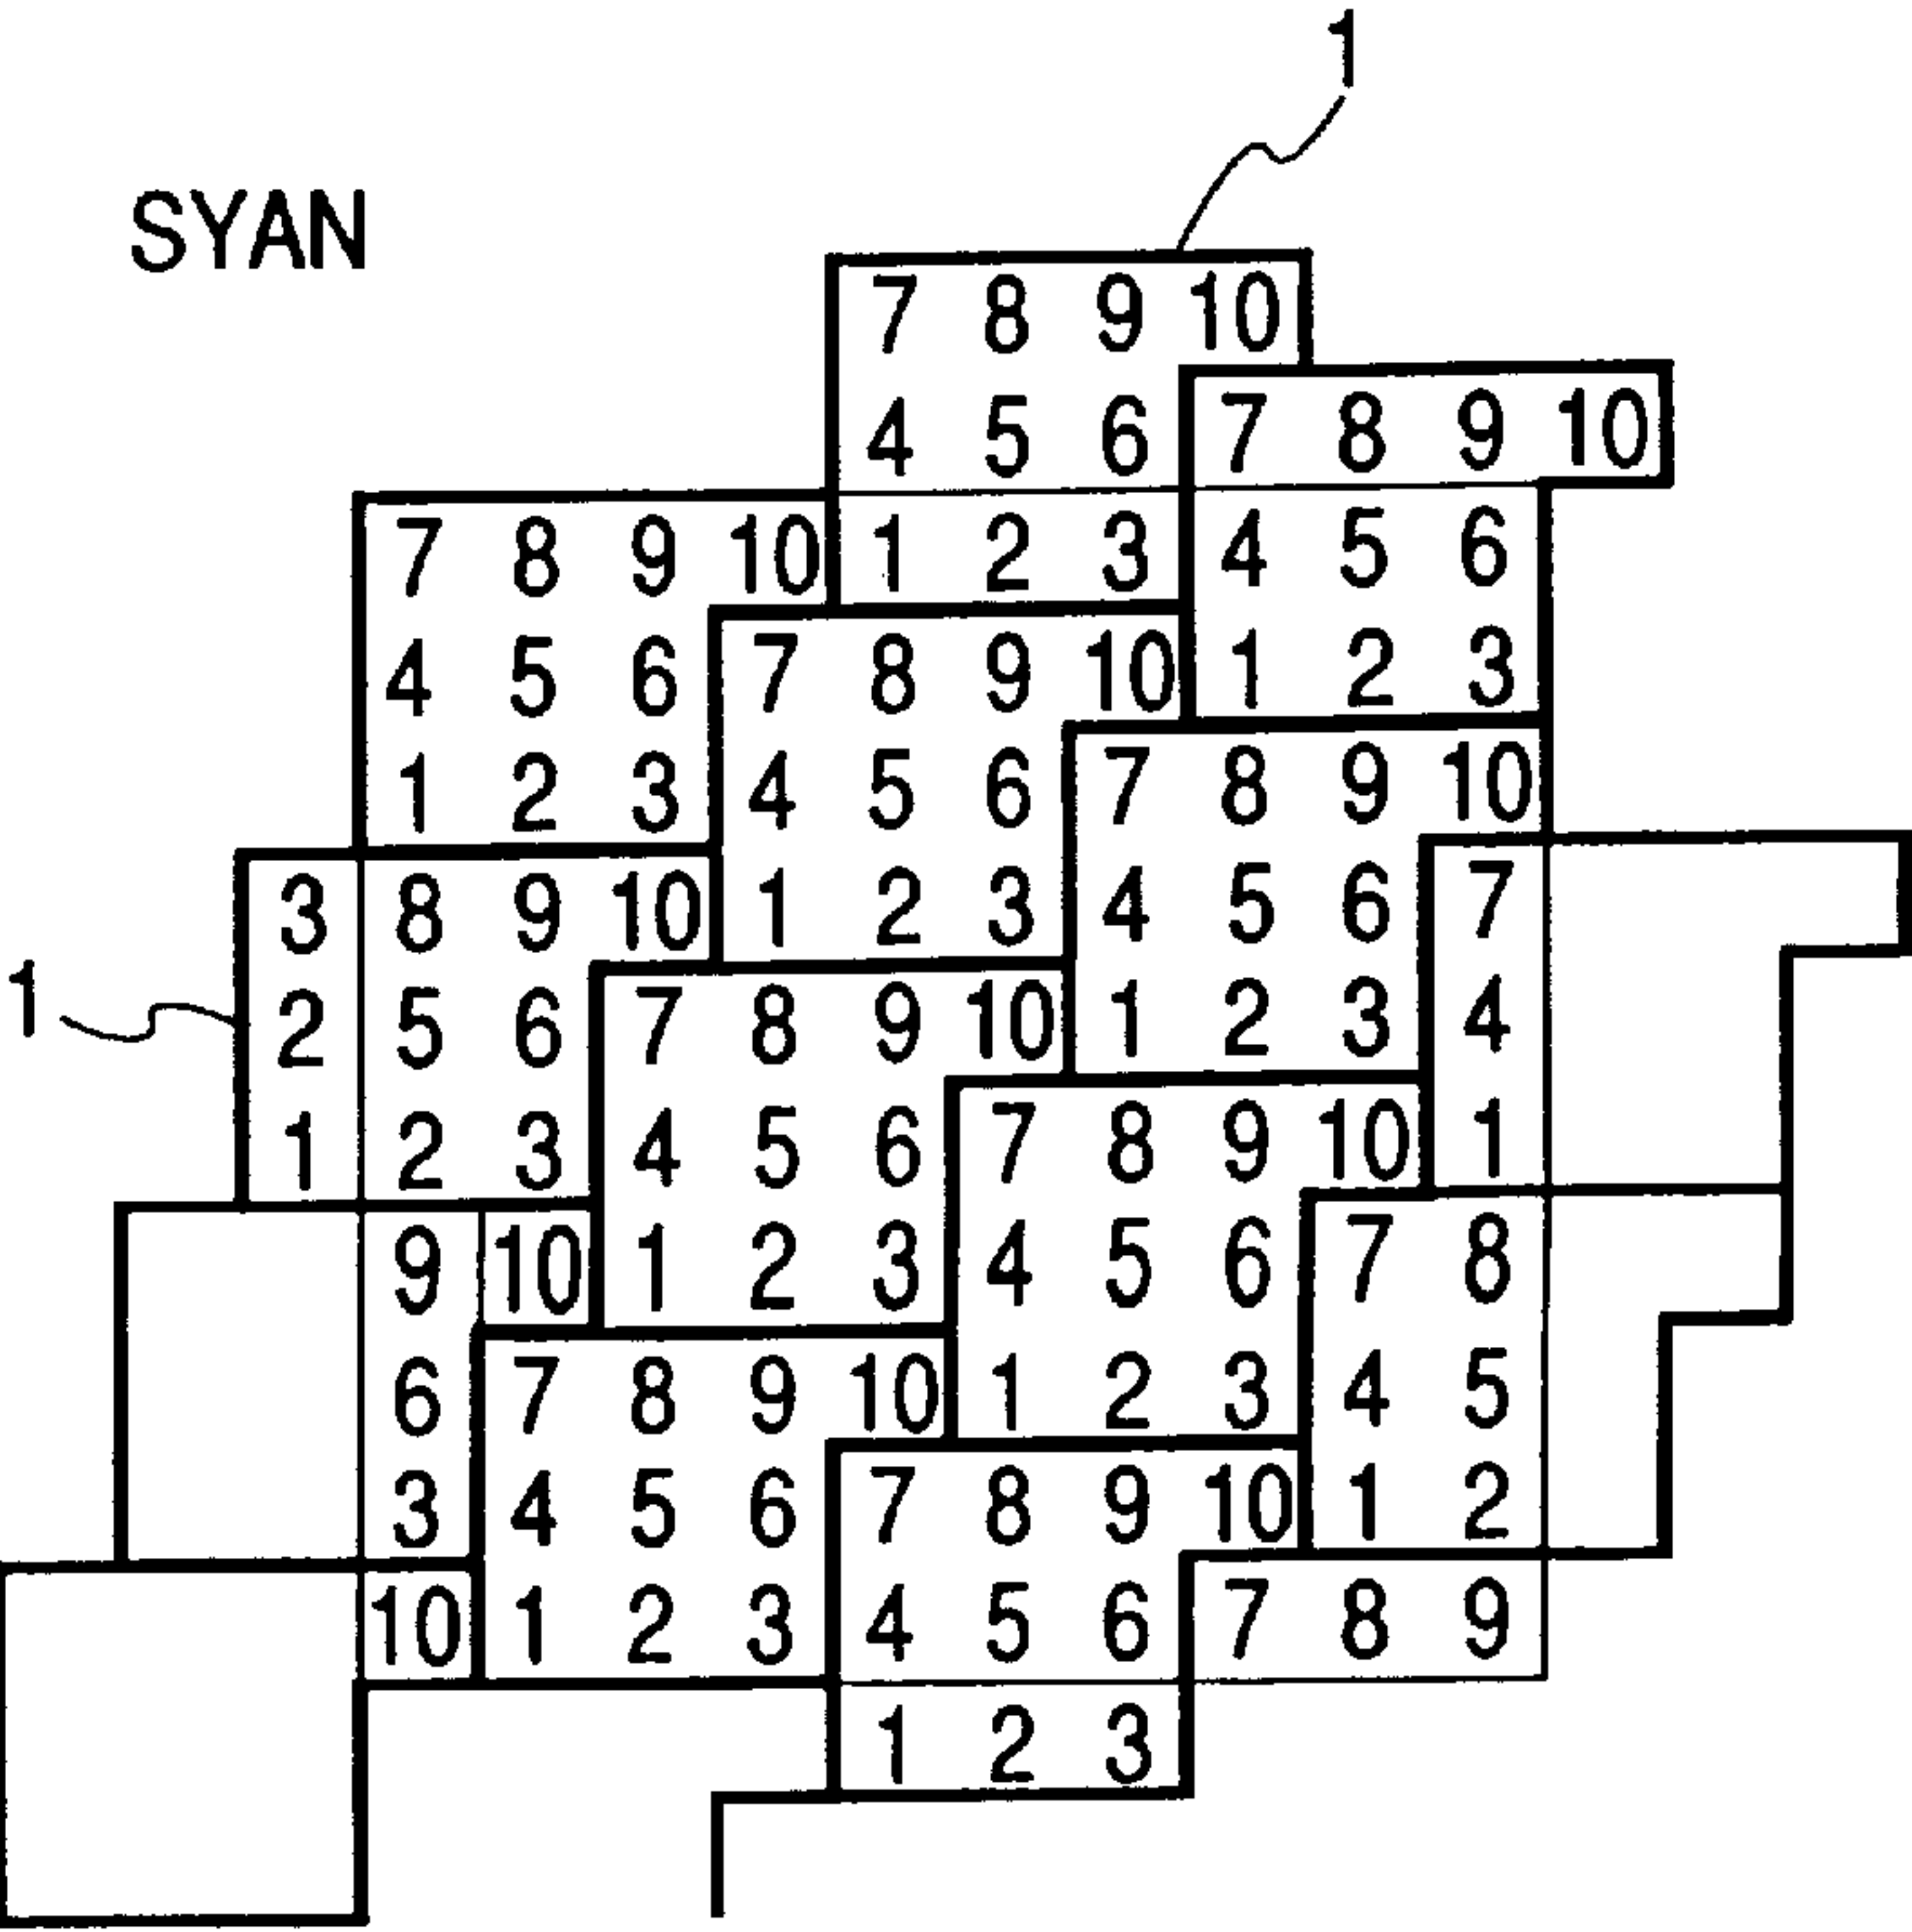 1
SYAN
7 8 9 10
4 5 6 7 8 9 10
7 8 9 10 1 2 3 4 5 6
4 5 6 7 8 9 10 1 2 3
1 2 3 4 5 6 7 8 9 10
3 8 9 10 1 2 3 4 5 6 7
1 2 5 6 7 8 9 10 1 2 3 4
1 2 3 4 5 6 7 8 9 10 1
9 10 1 2 3 4 5 6 7 8
6 7 8 9 10 1 2 3 4 5
3 4 5 6 7 8 9 10 1 2
10 1 2 3 4 5 6 7 8 9
1 2 3